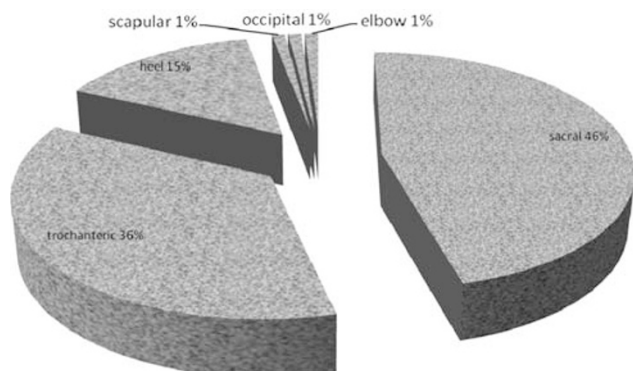 scapular 1%
occipital 1%
elbow 1%
heel 15%
sacral 46%
trochanteric 36%